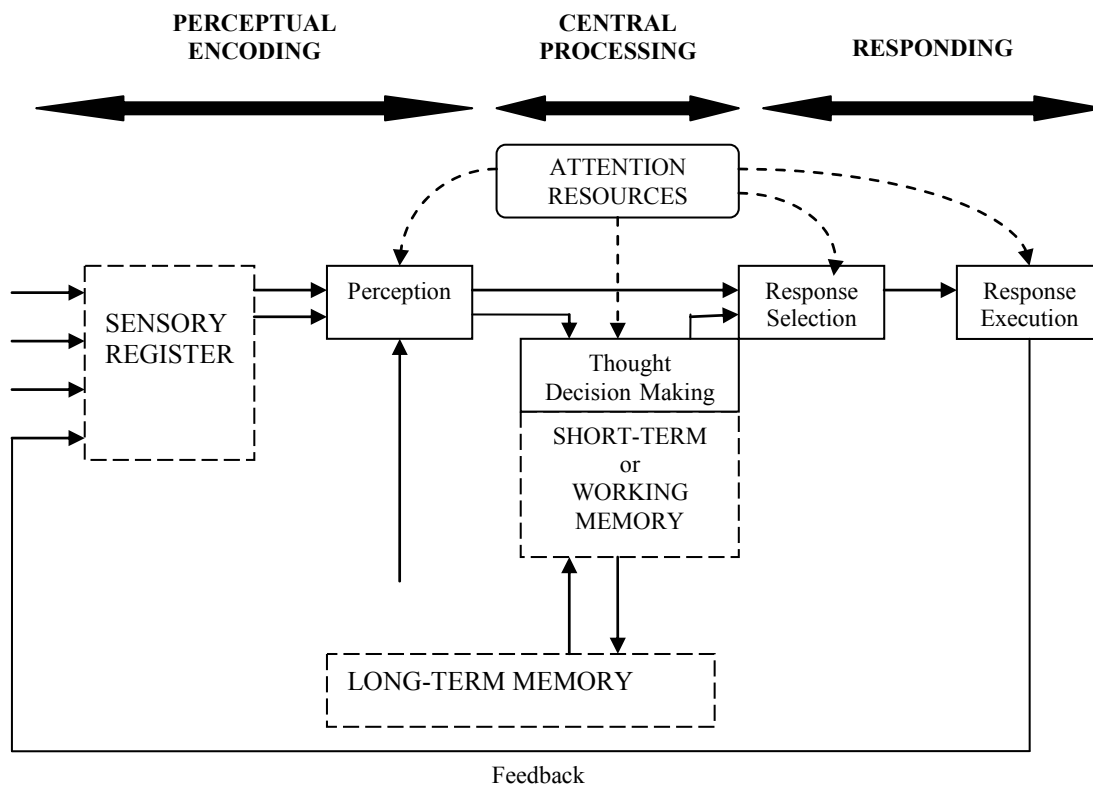 PERCEPTUAL
ENCODING
CENTRAL
PROCESSING
RESPONDING
ATTENTION
RESOURCES
SENSORY
REGISTER
Perception
Response
Selection
Response
Execution
Thought
Decision Making
SHORT-TERM
or
WORKING
MEMORY
LONG-TERM MEMORY
Feedback